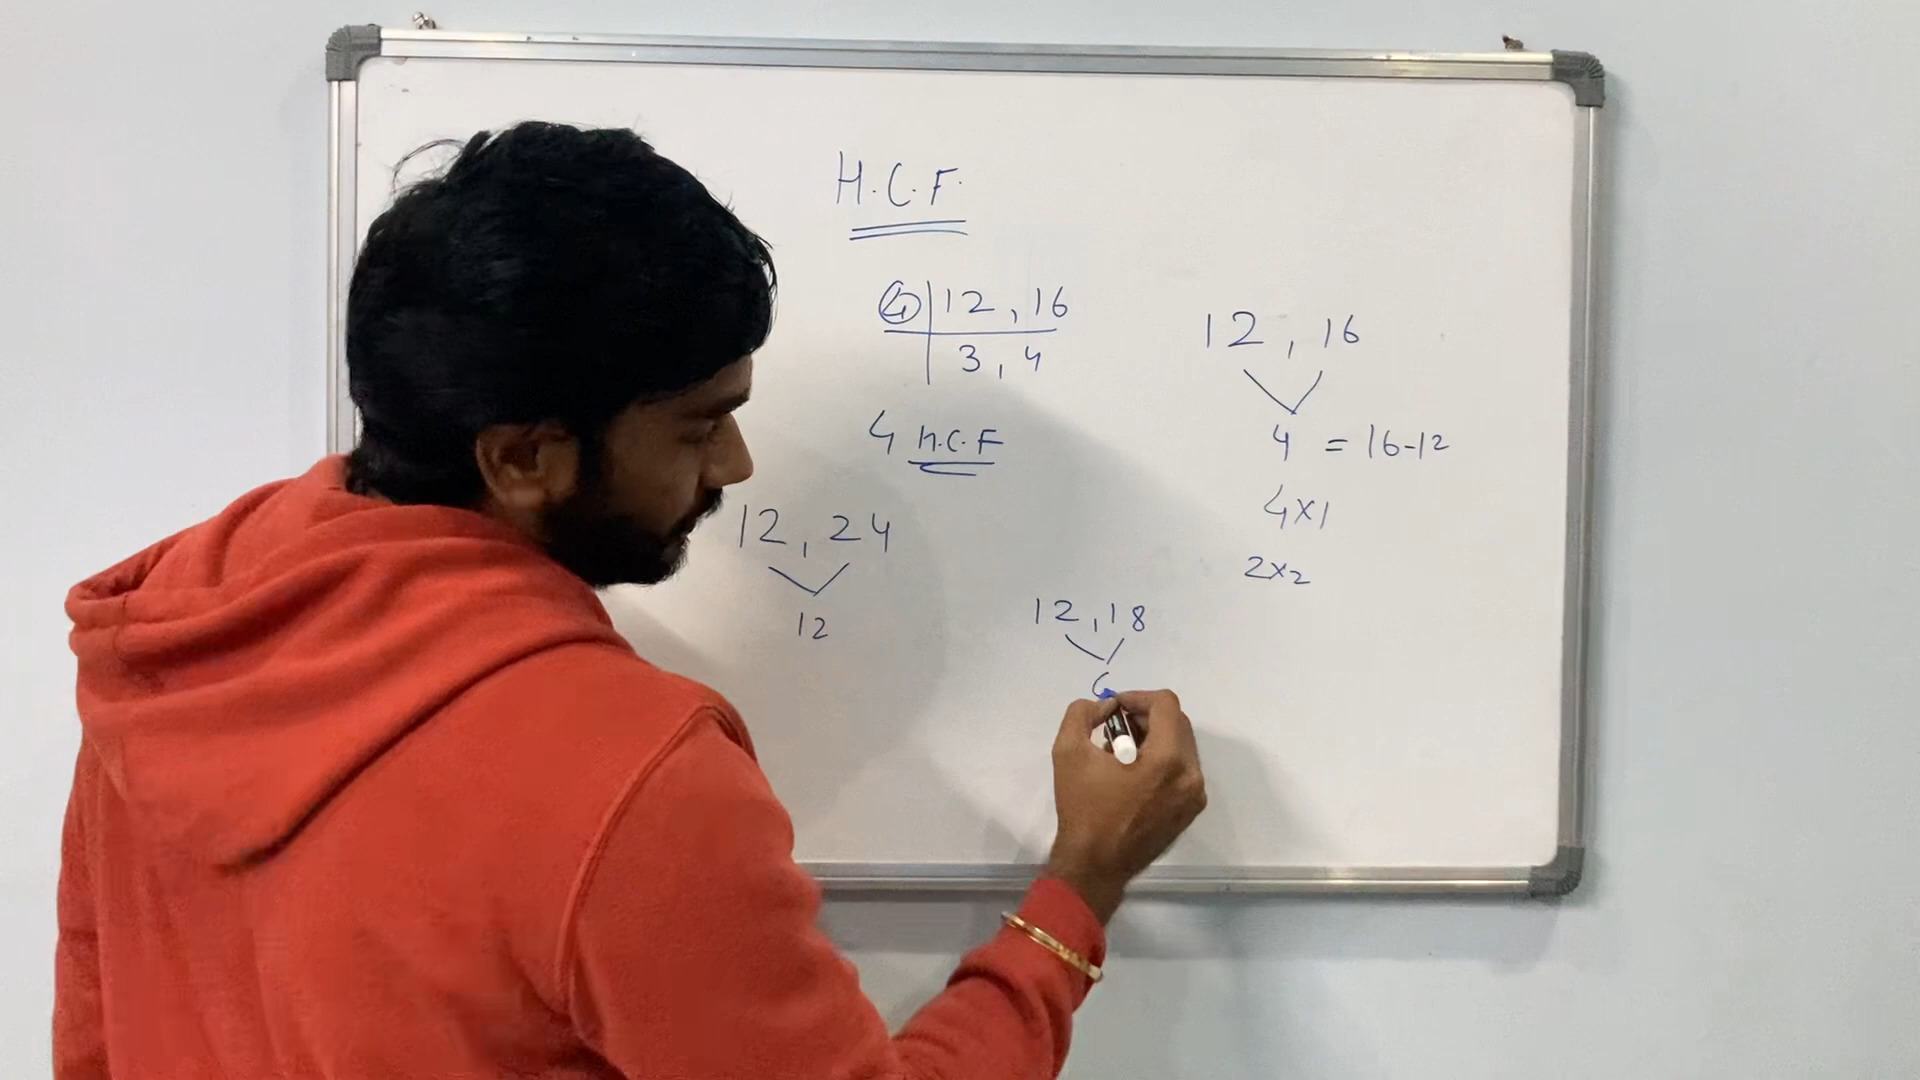 H.C.F.
4 | 12, 16
3, 4
4 H.C.F
12, 24
12
12, 16
4 = 16-12
4×1
2×2
12, 18
6